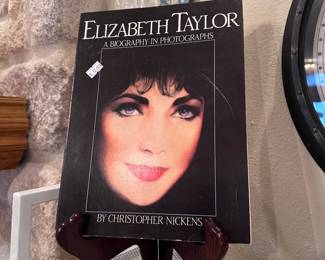 ELIZABETH TAYLOR
A BIOGRAPHY IN PHOTOGRAPHS
BY CHRISTOPHER NICKENS